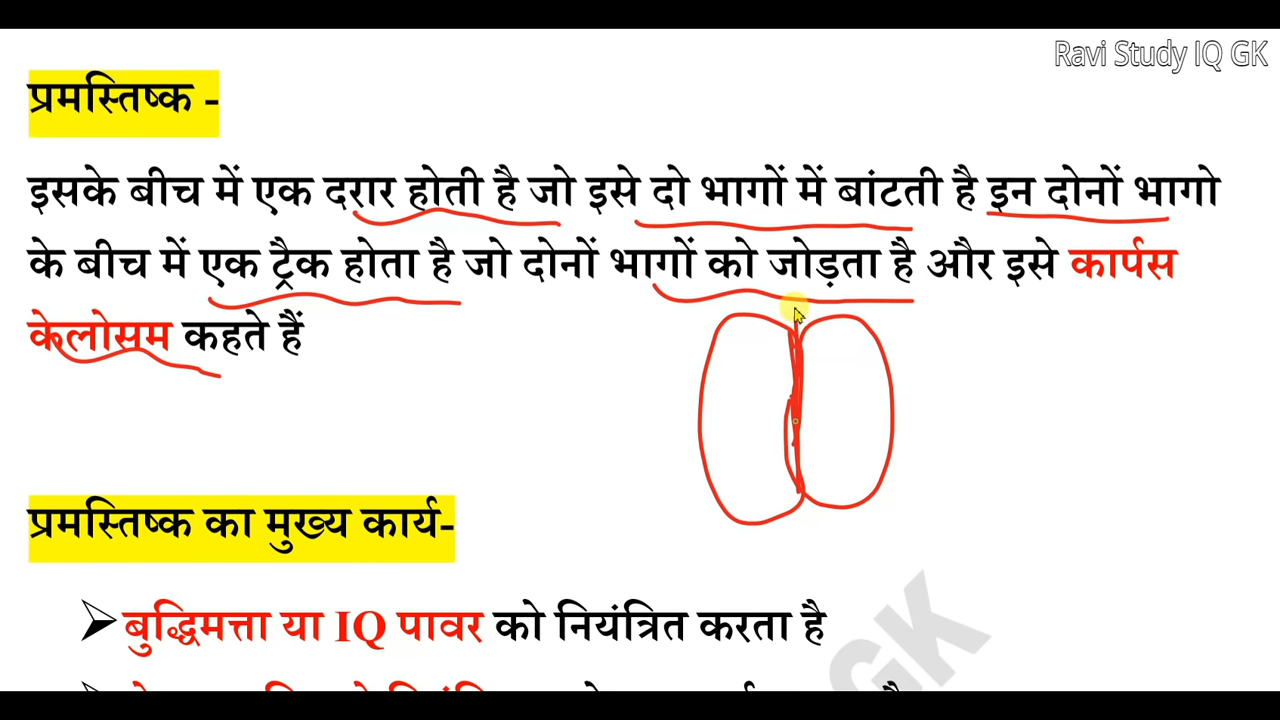 Ravi Study IQ GK
प्रमस्तिष्क -
इसके बीच में एक दरार होती है जो इसे दो भागों में बांटती है इन दोनों भागो
के बीच में एक ट्रैक होता है जो दोनों भागों को जोड़ता है और इसे कार्पस
केलोसम कहते हैं
प्रमस्तिष्क का मुख्य कार्य-
बुद्धिमत्ता या IQ पावर को नियंत्रित करता है
GK